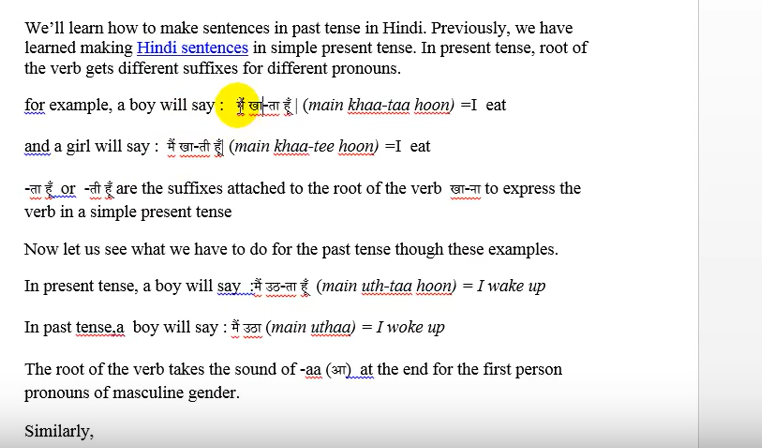 We’ll learn how to make sentences in past tense in Hindi. Previously, we have
learned making Hindi sentences in simple present tense. In present tense, root of
the verb gets different suffixes for different pronouns.
for example, a boy will say : मैं खा-ता हूँ| (main khaa-taa hoon) =I eat
and a girl will say : मैं खा-ती हूँ| (main khaa-tee hoon) =I eat
-ता हूँ or -ती हूँ are the suffixes attached to the root of the verb खा-ना to express the
verb in a simple present tense
Now let us see what we have to do for the past tense though these examples.
In present tense, a boy will say :मैं उठ-ता हूँ (main uth-taa hoon) = I wake up
In past tense,a boy will say : मैं उठा (main uthaa) = I woke up
The root of the verb takes the sound of -aa (आ) at the end for the first person
pronouns of masculine gender.
Similarly,